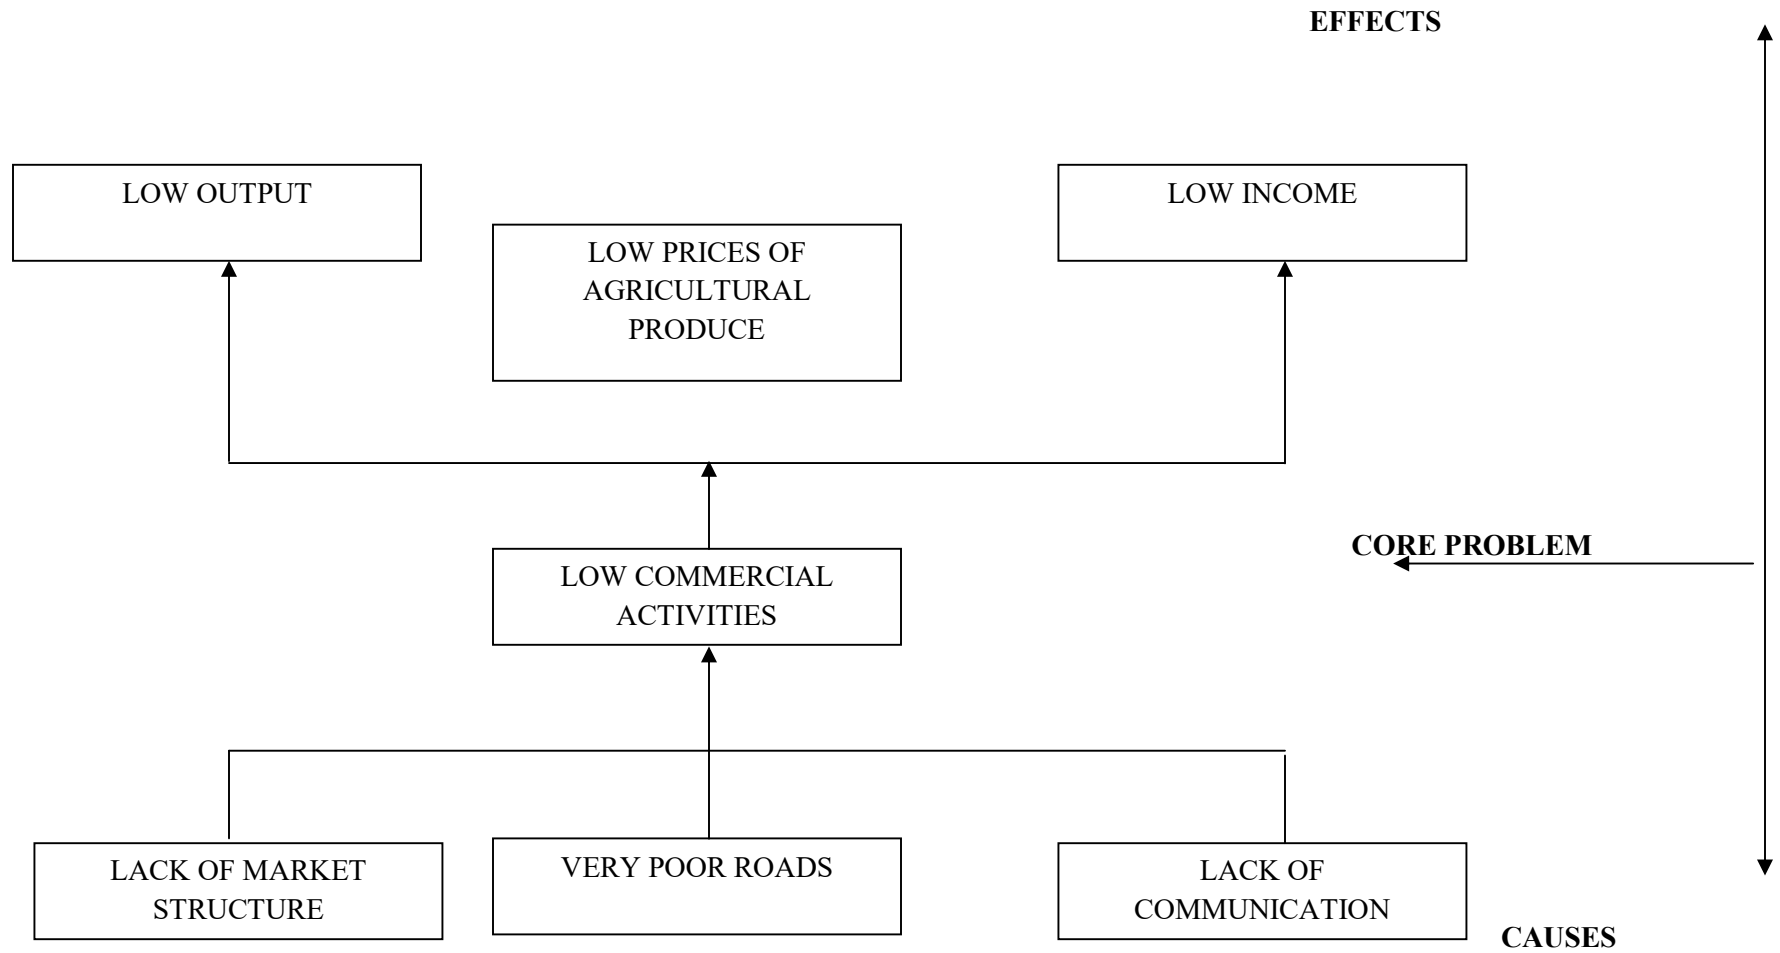 EFFECTS
LOW OUTPUT
LOW INCOME
LOW PRICES OF
AGRICULTURAL
PRODUCE
CORE PROBLEM
LOW COMMERCIAL
ACTIVITIES
LACK OF MARKET
STRUCTURE
VERY POOR ROADS
LACK OF
COMMUNICATION
CAUSES